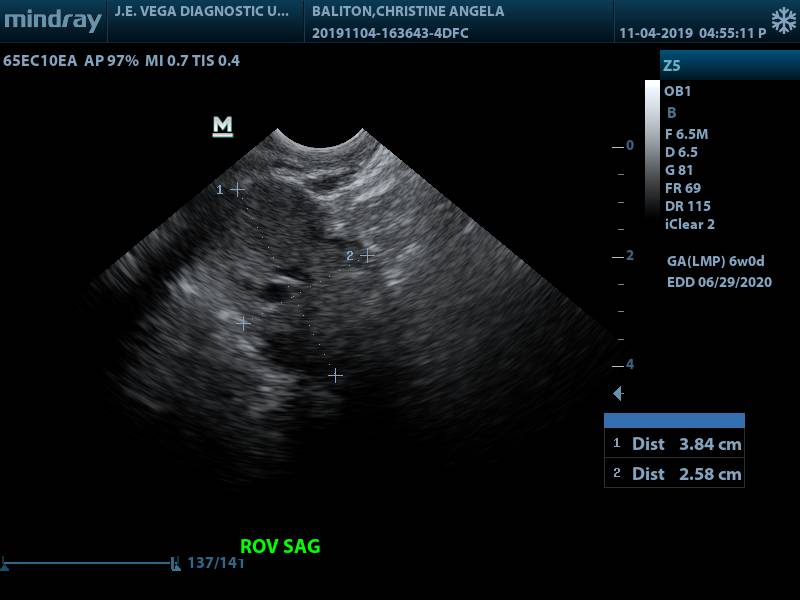 mindray
J.E. VEGA DIAGNOSTIC U...
BALITON,CHRISTINE ANGELA
20191104-163643-4DFC
11-04-2019 04:55:11 P
65EC10EA AP 97% MI 0.7 TIS 0.4
Z5
M
OB1
B
F 6.5M
D 6.5
G 81
FR 69
DR 115
iClear 2
GA(LMP) 6w0d
EDD 06/29/2020
0
2
4
1
2
1 Dist 3.84 cm
2 Dist 2.58 cm
ROV SAG
137/141